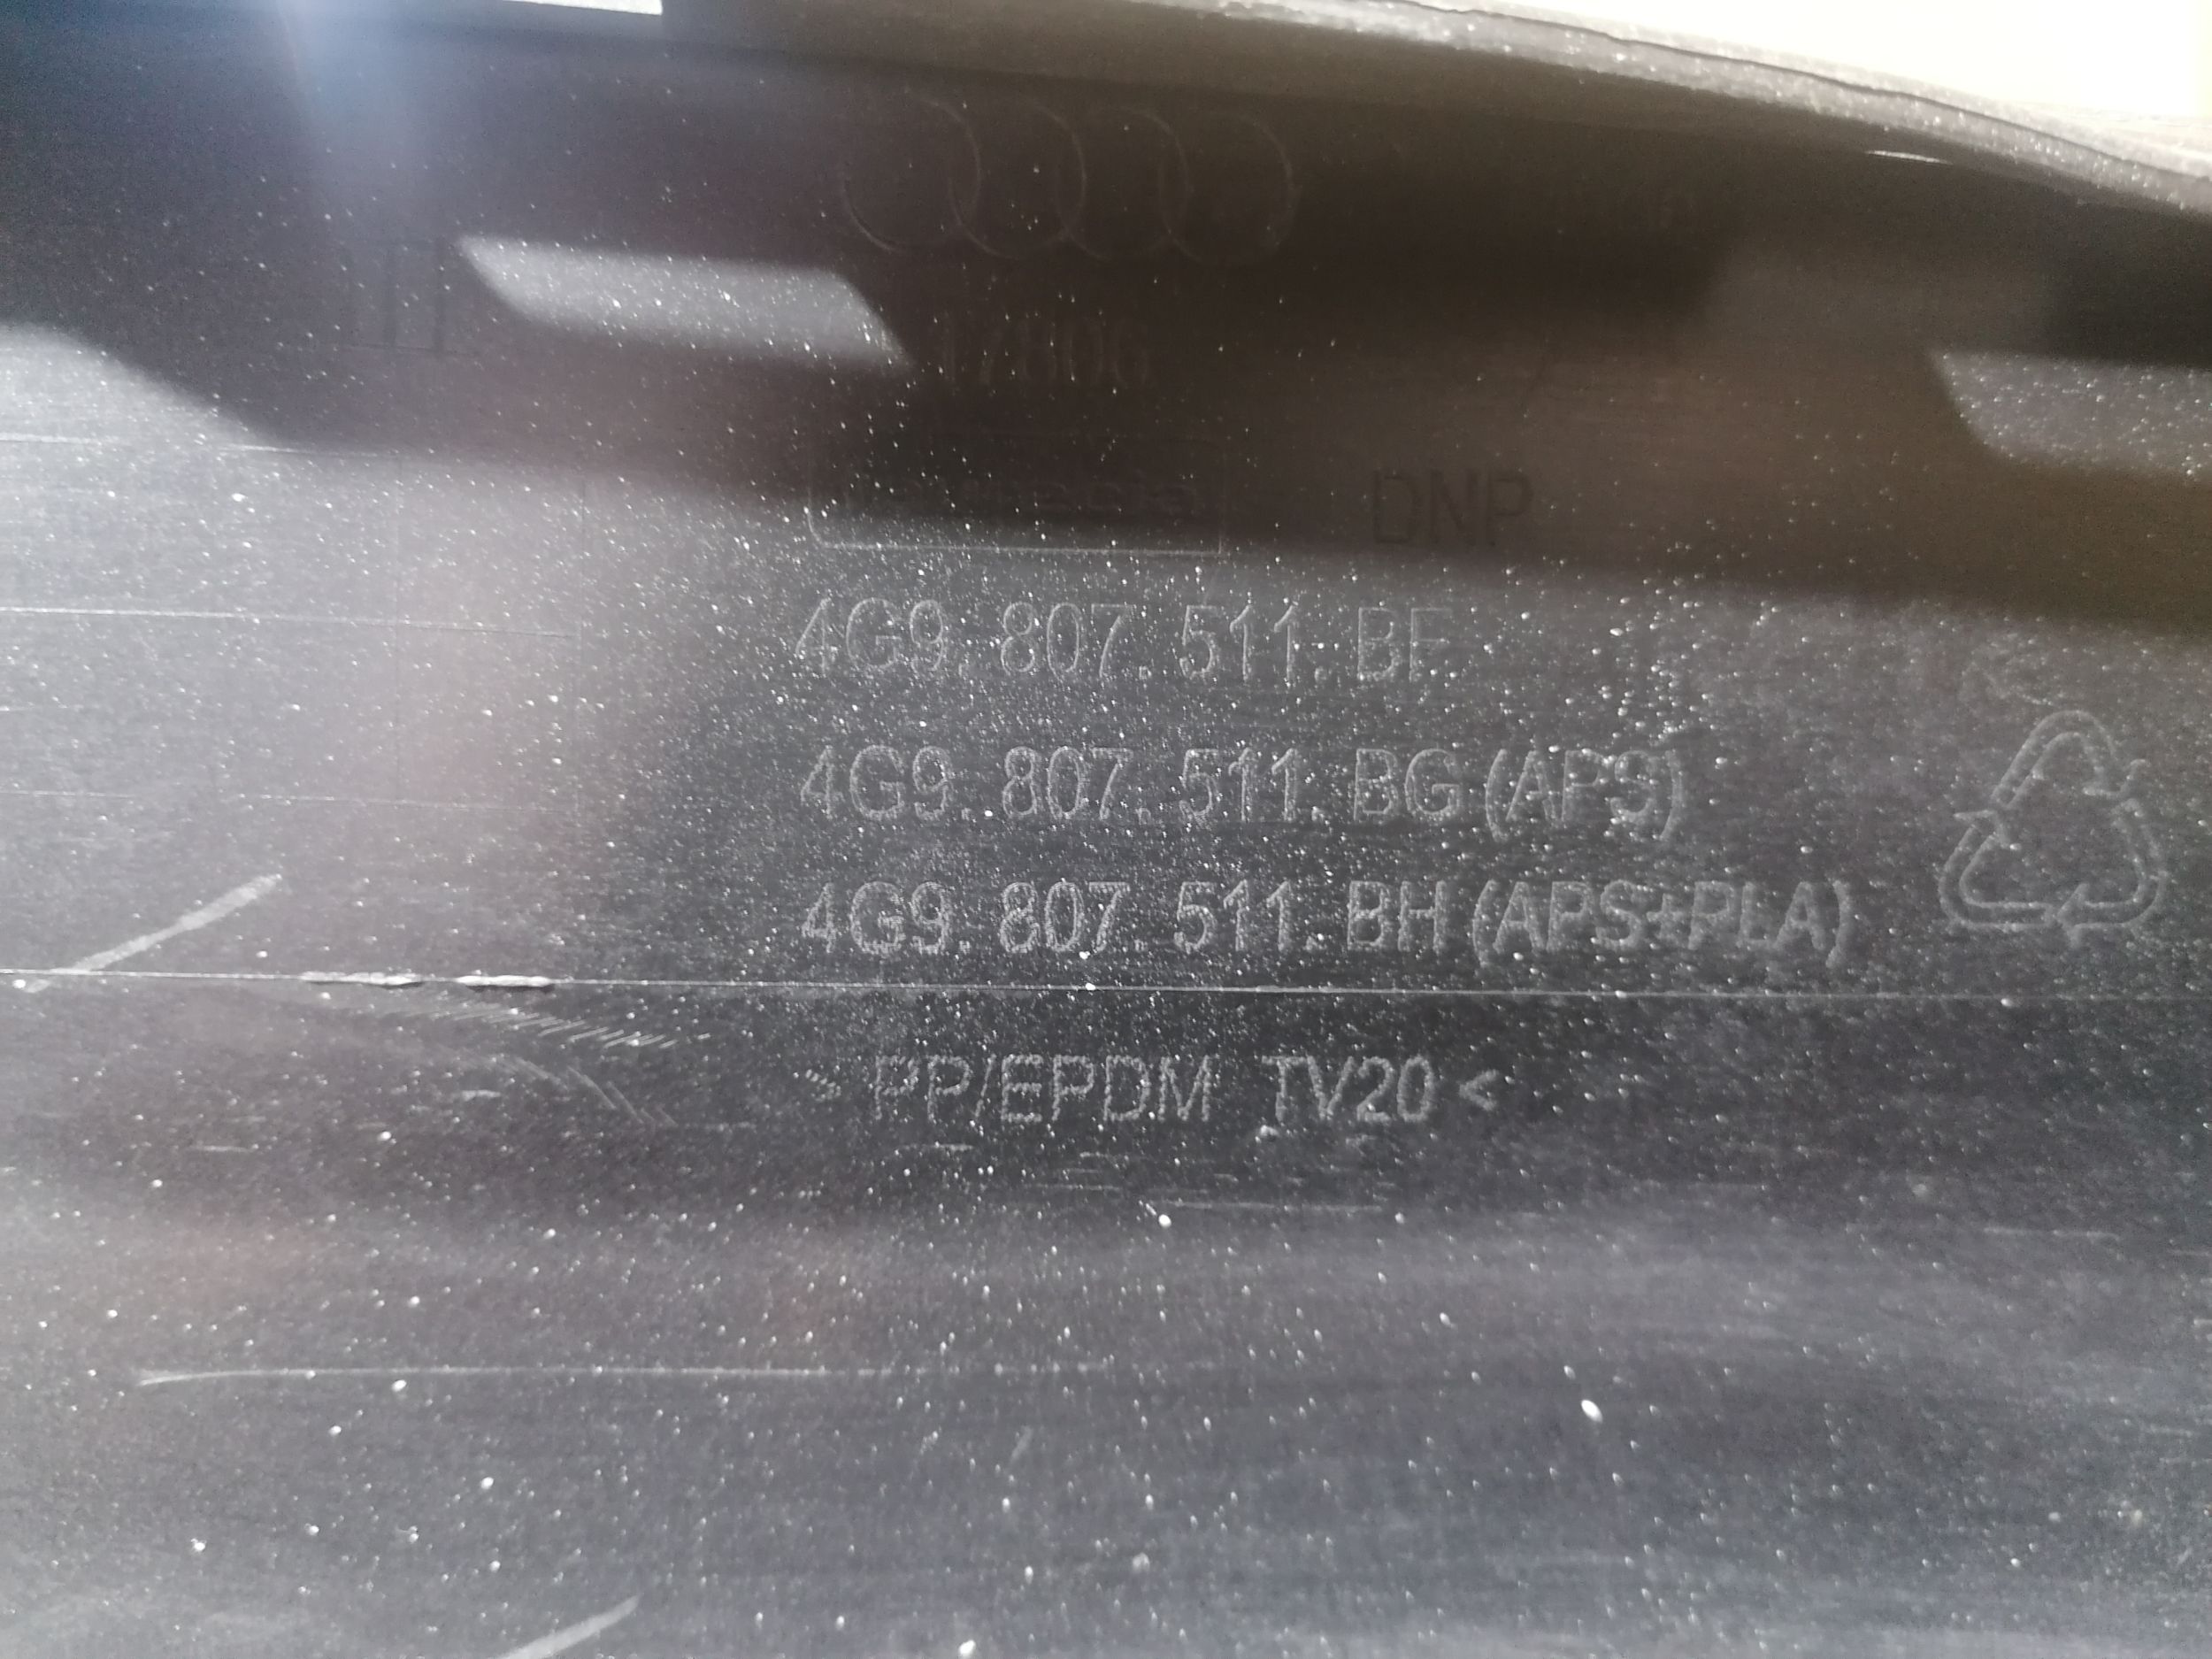 DNP
4G9. 807. 511. BF
4G9. 807. 511. BG (APS)
4G9. 807. 511. BH (APS+PLA)
> PP/EPDM TV20 <